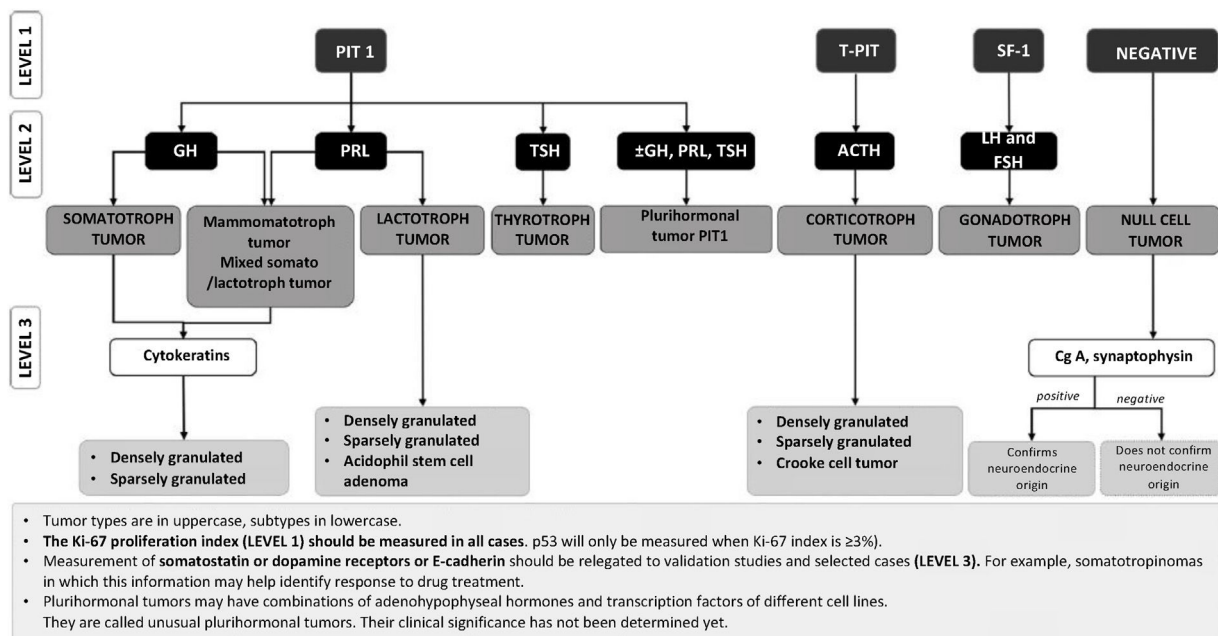 LEVEL 1
PIT 1
T-PIT
SF-1
NEGATIVE
LEVEL 2
GH
PRL
TSH
±GH, PRL, TSH
ACTH
LH and
FSH
SOMATOTROPH
TUMOR
Mammomatotroph
tumor
Mixed somato
/lactotroph tumor
LACTOTROPH
TUMOR
THYROTROPH
TUMOR
Plurihormonal
tumor PIT1
CORTICOTROPH
TUMOR
GONADOTROPH
TUMOR
NULL CELL
TUMOR
LEVEL 3
Cytokeratins
Cg A, synaptophysin
positive
negative
• Densely granulated
• Sparsely granulated
• Densely granulated
• Sparsely granulated
• Acidophil stem cell
adenoma
• Densely granulated
• Sparsely granulated
• Crooke cell tumor
Confirms
neuroendocrine
origin
Does not confirm
neuroendocrine
origin
• Tumor types are in uppercase, subtypes in lowercase.
• The Ki-67 proliferation index (LEVEL 1) should be measured in all cases. p53 will only be measured when Ki-67 index is ≥3%).
• Measurement of somatostatin or dopamine receptors or E-cadherin should be relegated to validation studies and selected cases (LEVEL 3). For example, somatotropinomas
in which this information may help identify response to drug treatment.
• Plurihormonal tumors may have combinations of adenohypophyseal hormones and transcription factors of different cell lines.
They are called unusual plurihormonal tumors. Their clinical significance has not been determined yet.